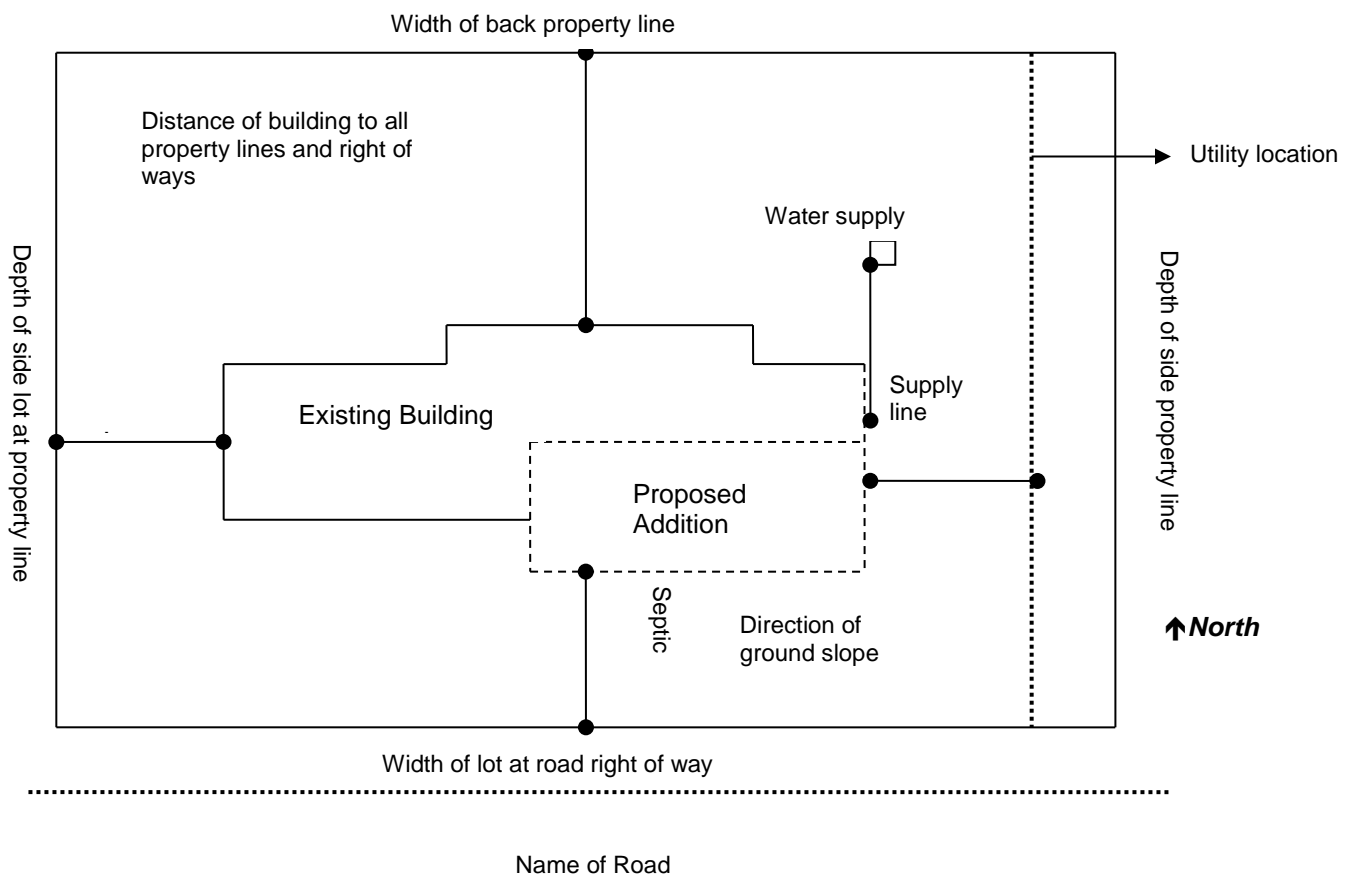 Width of back property line
Distance of building to all
property lines and right of
ways
Utility location
Water supply
Depth of side lot at property line
Depth of side property line
Supply
line
Existing Building
Proposed
Addition
Septic
Direction of
ground slope
North
Width of lot at road right of way
Name of Road